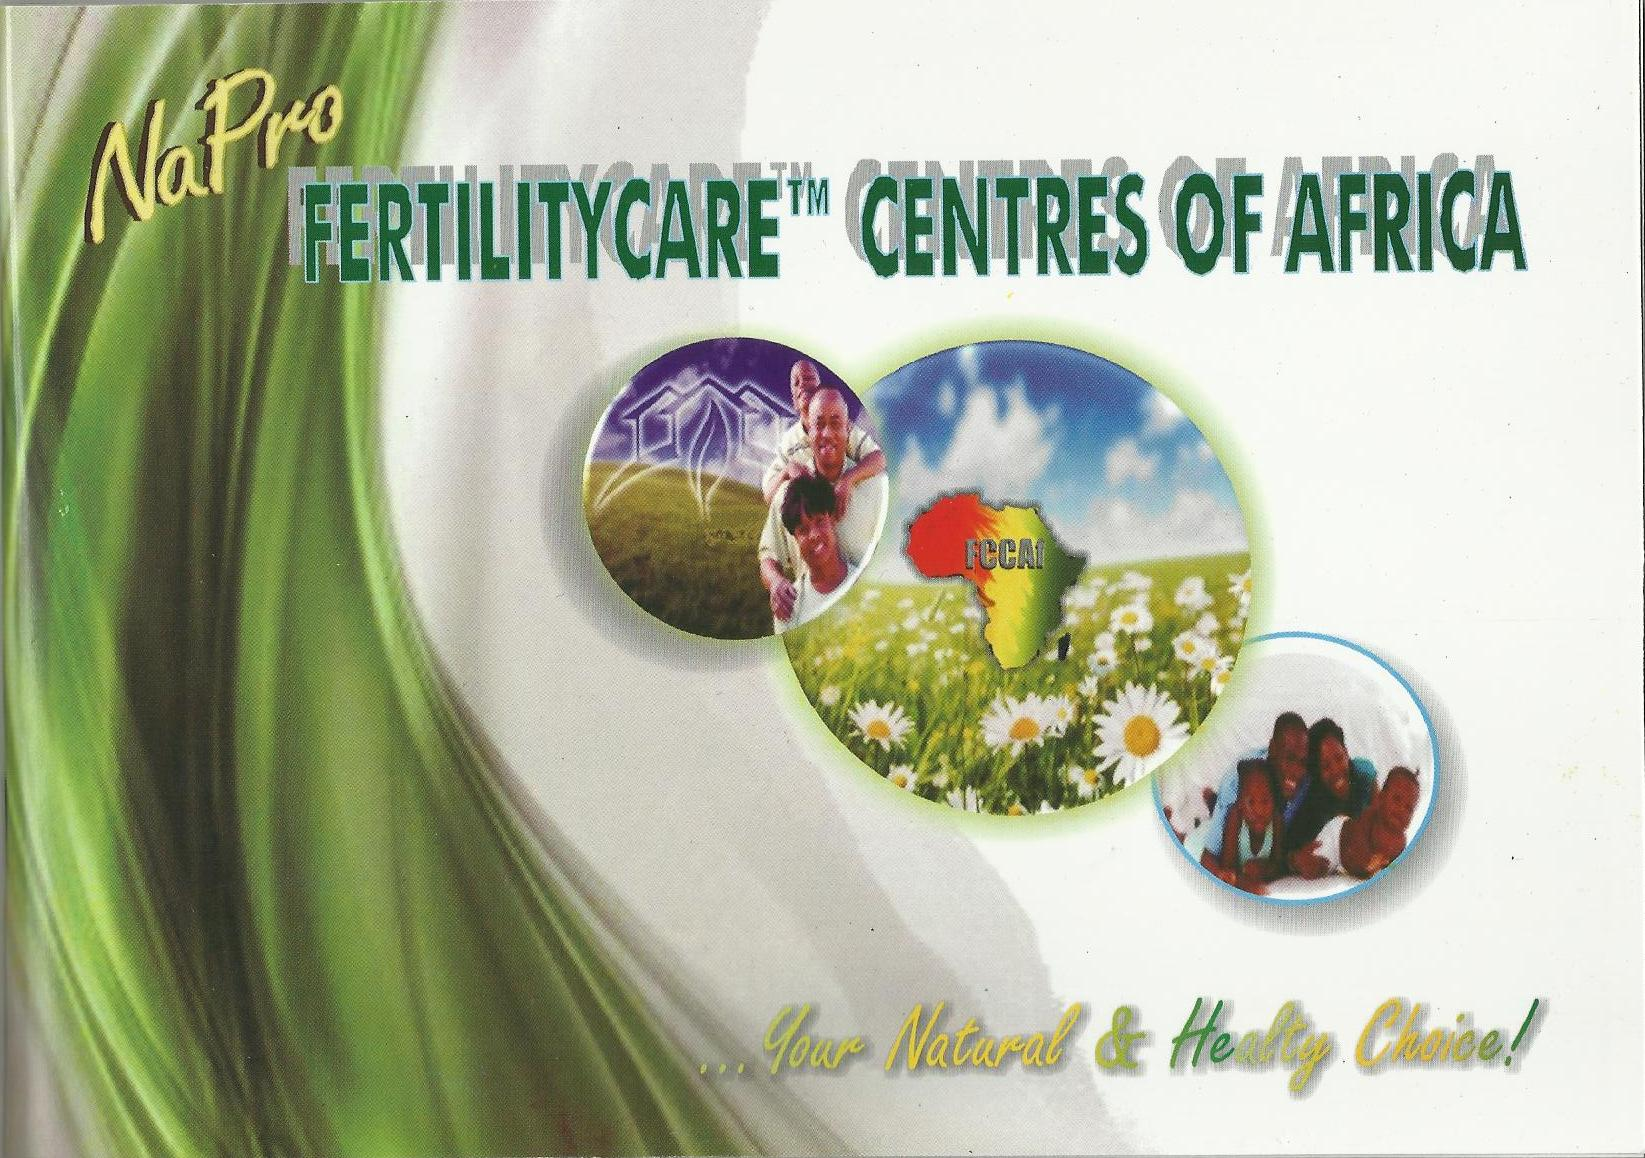 NaPro
FERTILITYCARE™ CENTRES OF AFRICA
FCCAf
... Your Natural & Healty Choice!